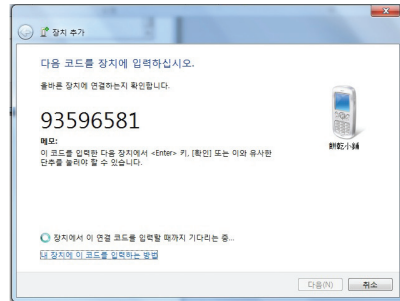 장치 추가
다음 코드를 장치에 입력하십시오.
올바른 장치에 연결하는지 확인합니다.
93596581
메모:
이 코드를 입력한 다음 장치에서 <Enter> 키, [확인] 또는 이와 유사한
단추를 눌러야 할 수 있습니다.
餅乾小舖
장치에서 이 연결 코드를 입력할 때까지 기다리는 중...
내 장치에 이 코드를 입력하는 방법
다음(N)
취소